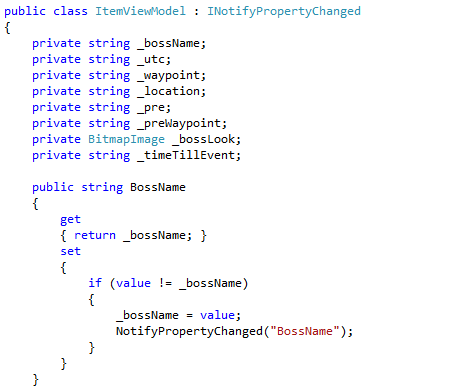 public class ItemViewModel : INotifyPropertyChanged
{
    private string _bossName;
    private string _utc;
    private string _waypoint;
    private string _location;
    private string _pre;
    private string _preWaypoint;
    private BitmapImage _bossLook;
    private string _timeTillEvent;

    public string BossName
    {
        get
        { return _bossName; }
        set
        {
            if (value != _bossName)
            {
                _bossName = value;
                NotifyPropertyChanged("BossName");
            }
        }
    }